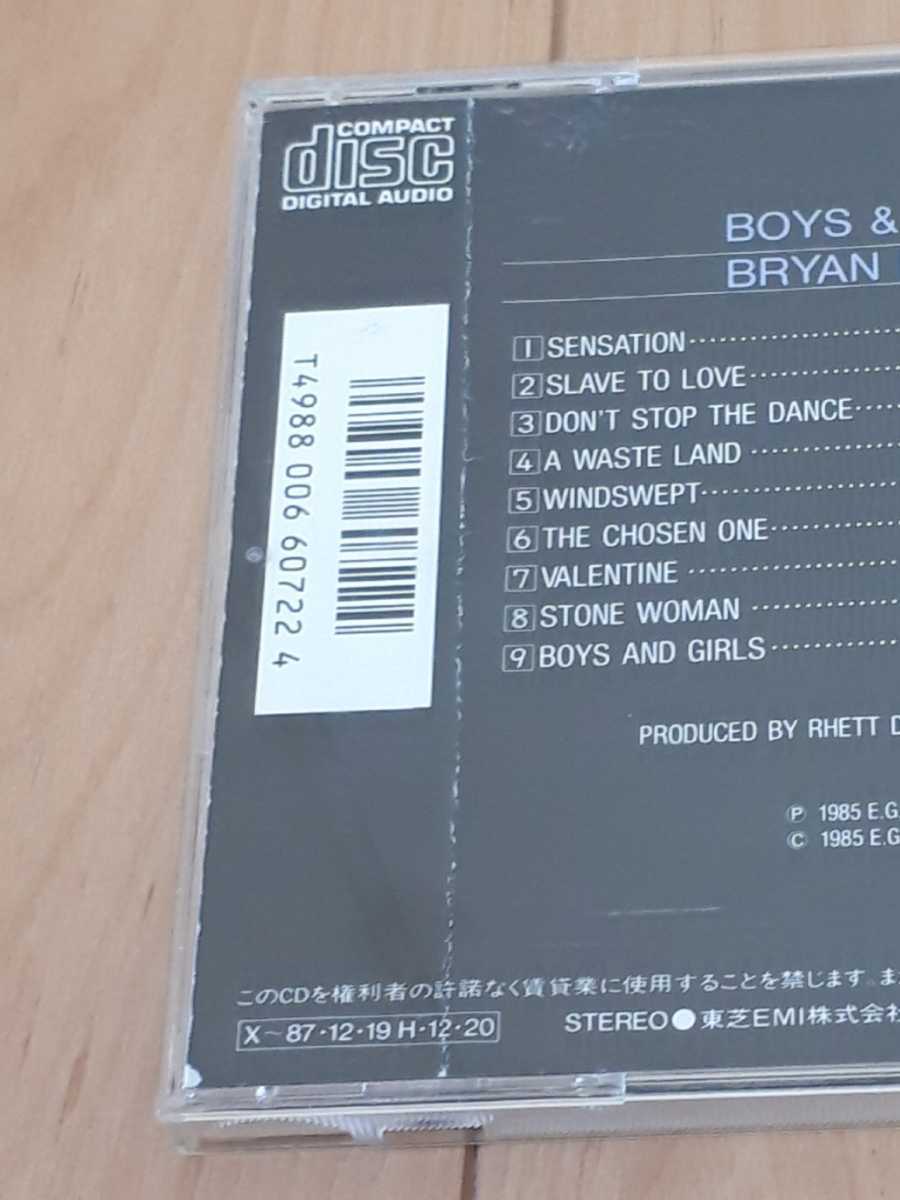 COMPACT
disc
DIGITAL AUDIO
T4988 006 607224
BOYS &
BRYAN
1 SENSATION
2 SLAVE TO LOVE
3 DON'T STOP THE DANCE
4 A WASTE LAND
5 WINDSWEPT
6 THE CHOSEN ONE
7 VALENTINE
8 STONE WOMAN
9 BOYS AND GIRLS
PRODUCED BY RHETT D
Ⓟ 1985 E.G.
© 1985 E.G
このCDを権利者の許諾なく賃貸業に使用することを禁じます。また
X〜87・12・19 H・12・20
STEREO●東芝EMI株式会社